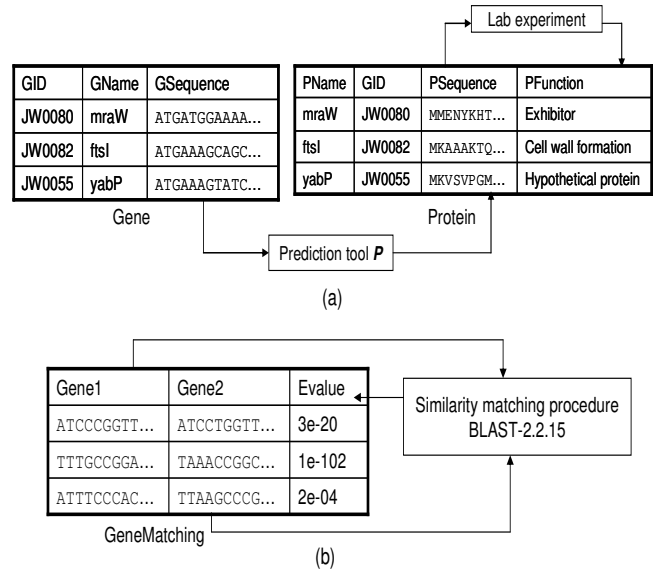 Lab experiment
GID GName GSequence
JW0080 mraW ATGATGGAAAA...
JW0082 ftsI ATGAAAGCAGC...
JW0055 yabP ATGAAAGTATC...
Gene
PName GID PSequence PFunction
mraW JW0080 MMENYKHT... Exhibitor
ftsI JW0082 MKAAAKTQ... Cell wall formation
yabP JW0055 MKVSVPGM... Hypothetical protein
Protein
Prediction tool P
(a)
Gene1 Gene2 Evalue
ATCCCGGTT... ATCCTGGTT... 3e-20
TTTGCCGGA... TAAACCGGC... 1e-102
ATTTCCCAC... TTAAGCCCG... 2e-04
GeneMatching
Similarity matching procedure
BLAST-2.2.15
(b)